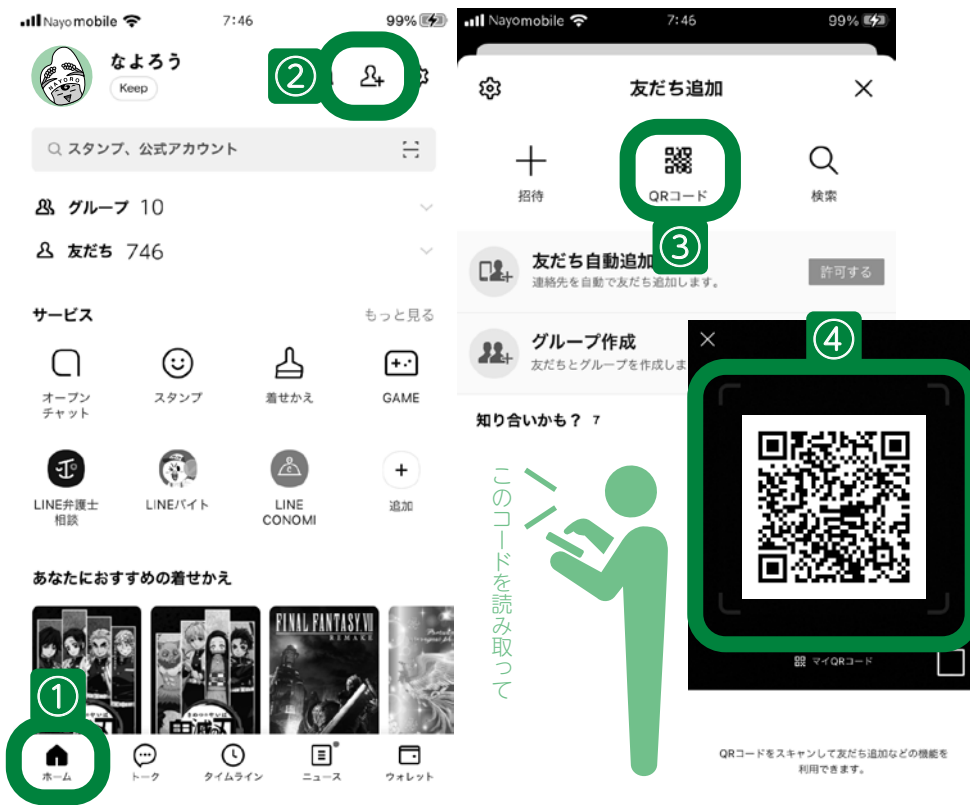 Nayomobile 7:46 99%
なよろう
Keep
②
スタンプ、公式アカウント
グループ 10
友だち 746
サービス もっと見る
オープンチャット
スタンプ
着せかえ
GAME
LINE弁護士相談
LINEバイト
LINE CONOMI
追加
あなたにおすすめの着せかえ
FINAL FANTASY VII
REMAKE
鬼滅
①
ホーム
トーク
タイムライン
ニュース
ウォレット
Nayomobile 7:46 99%
友だち追加
招待
QRコード
検索
③
友だち自動追加
連絡先を自動で友だち追加します。
許可する
グループ作成
友だちとグループを作成しま
知り合いかも? 7
このコードを読み取って
④
マイQRコード
QRコードをスキャンして友だち追加などの機能を
利用できます。